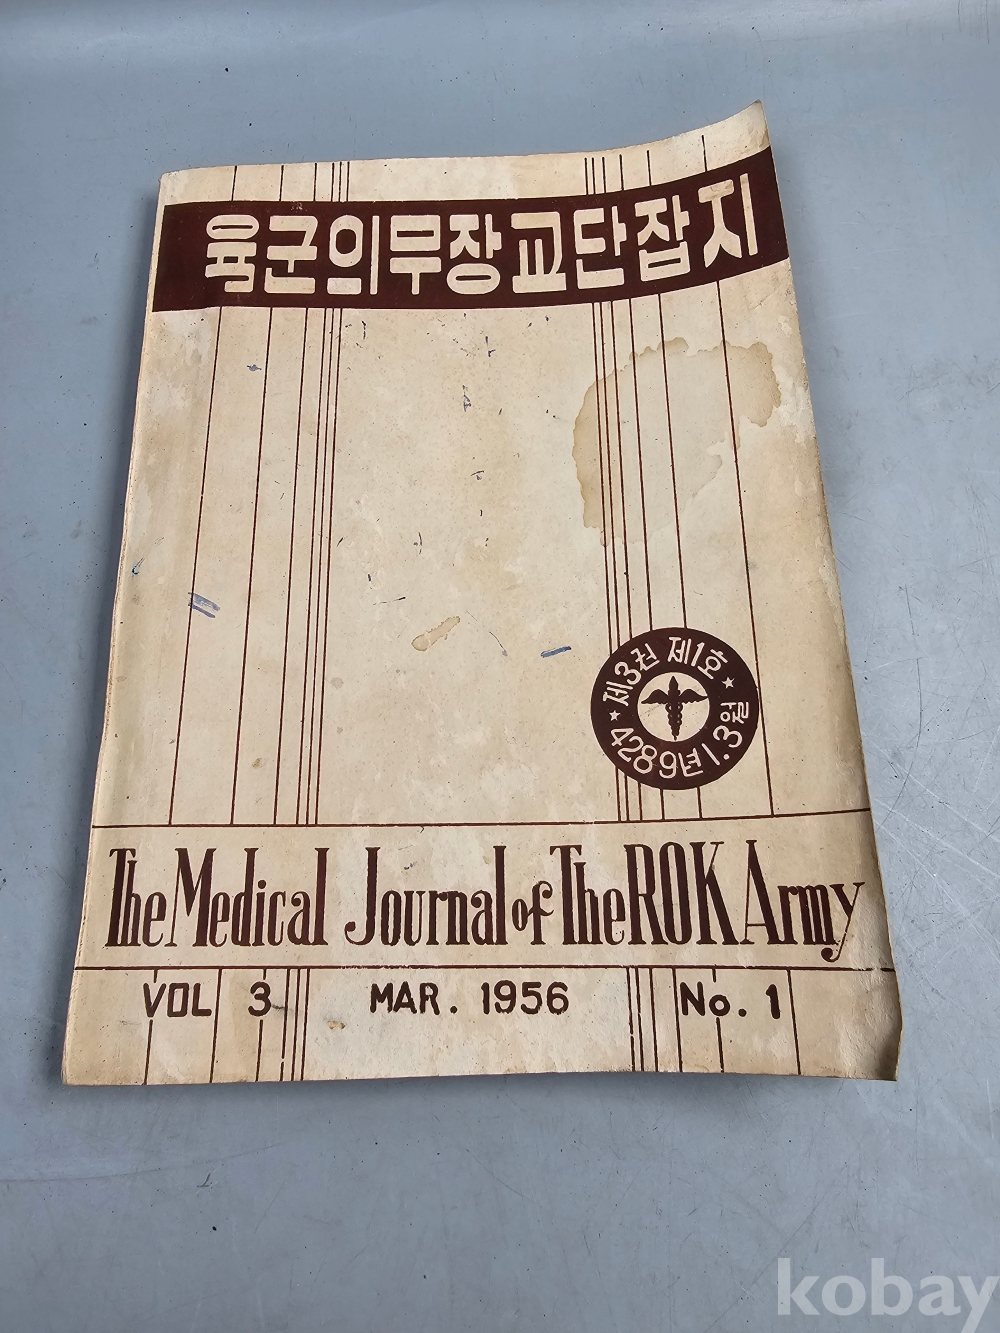 육군의무장교단잡지
제3권 제1호
4289년1.3월
The Medical Journal of The ROK Army
VOL 3 MAR. 1956 No. 1
kobay